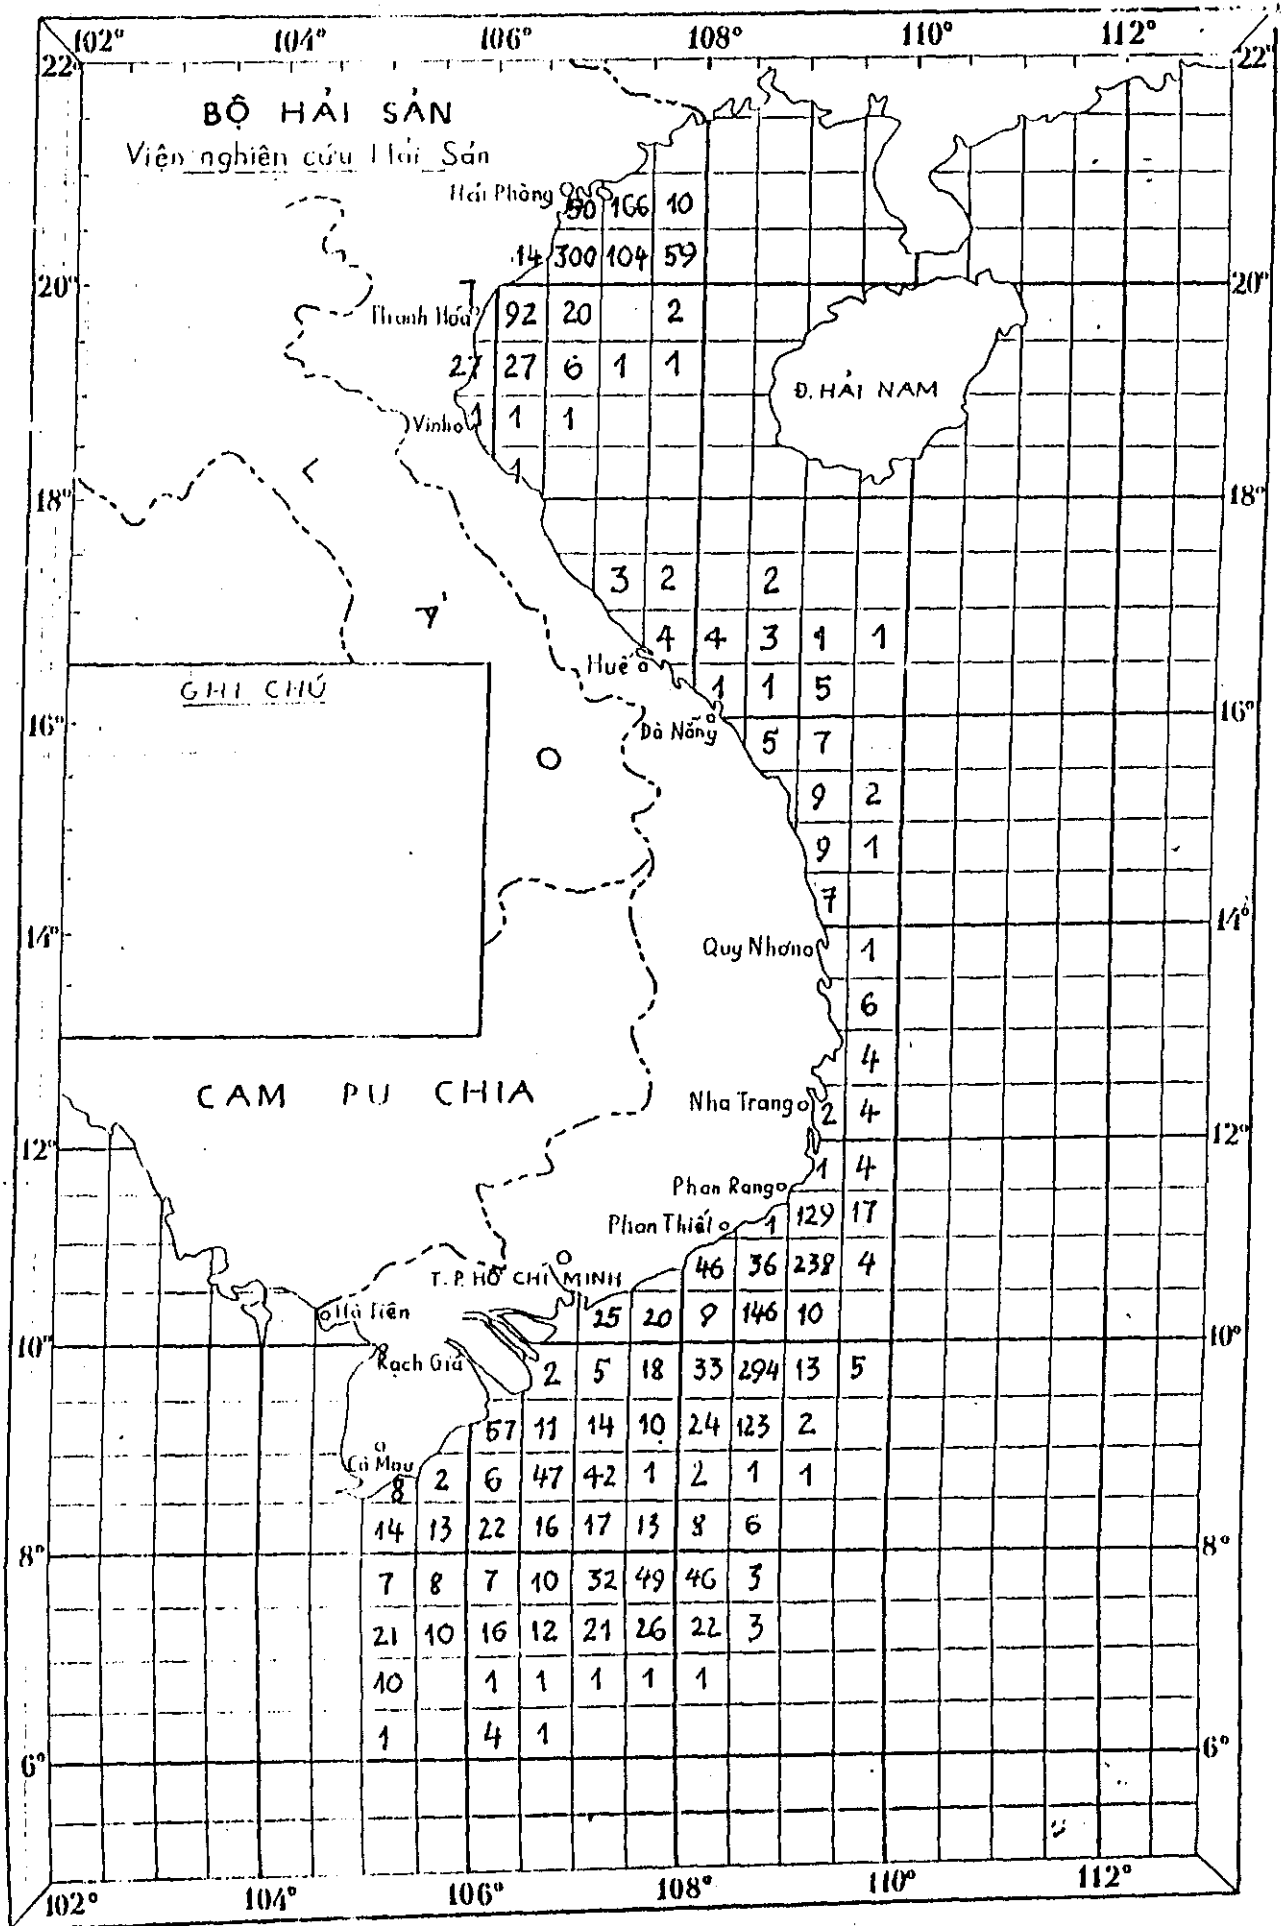 102° 104° 106° 108° 110° 112°
22° 22°
BỘ HẢI SẢN
Viện nghiên cứu Hải Sản
Hải Phòng 50 166 10
14 300 104 59
20° 20°
7
Thanh Hóa 92 20 2
27 27 6 1 1
Đ. HẢI NAM
Vinh 1 1 1
1
18° 18°
L
3 2 2
À
4 4 3 1 1
Huế
GHI CHÚ
1 1 5
16° 16°
Đà Nẵng
5 7
O
9 2
9 1
7
14° 14°
Quy Nhơn 1
6
4
CAM PU CHIA
Nha Trang 2 4
12° 12°
1 4
Phan Rang
Phan Thiết 1 129 17
46 36 238 4
T.P. HỒ CHÍ MINH
Hà Tiên
25 20 8 146 10
10° 10°
Rạch Giá
2 5 18 33 294 13 5
57 11 14 10 24 123 2
Cà Mau
8 2 6 47 42 1 2 1 1
14 13 22 16 17 13 8 6
8° 8°
7 8 7 10 32 49 46 3
21 10 16 12 21 26 22 3
10 1 1 1 1 1
1 4 1
6° 6°
102° 104° 106° 108° 110° 112°